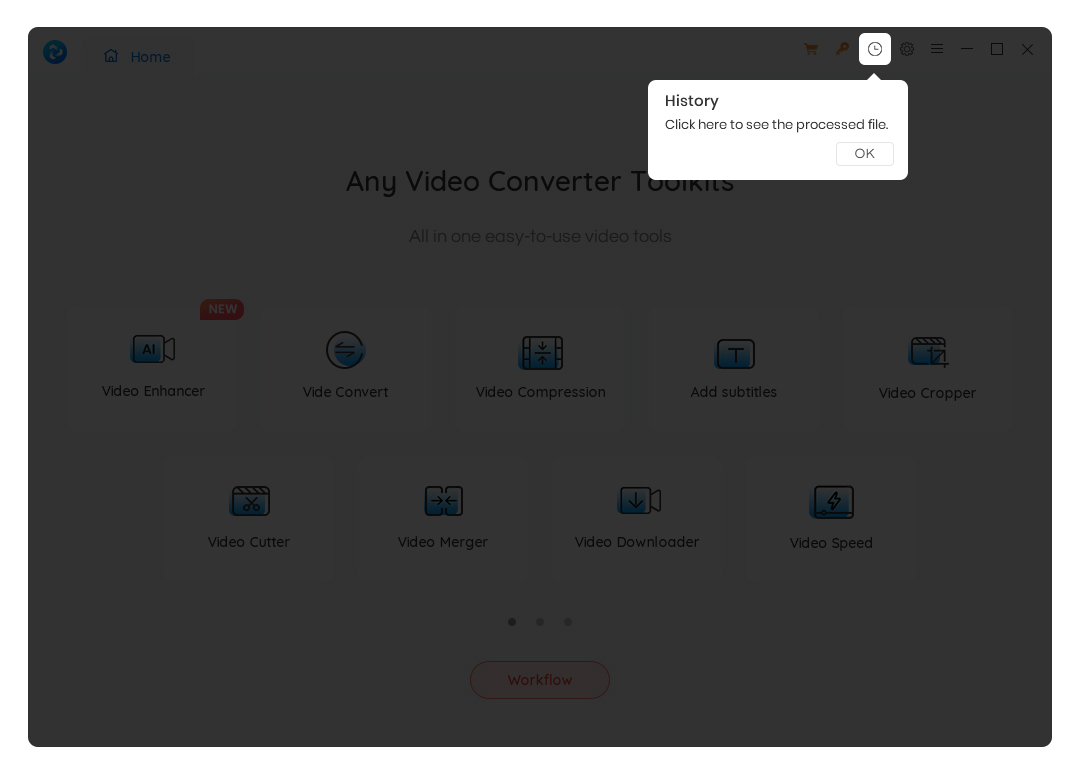 Home
History
Click here to see the processed file.
OK
Any Video Converter Toolkits
All in one easy-to-use video tools
NEW
AI
Video Enhancer
Vide Convert
Video Compression
T
Add subtitles
Video Cropper
Video Cutter
Video Merger
Video Downloader
Video Speed
Workflow